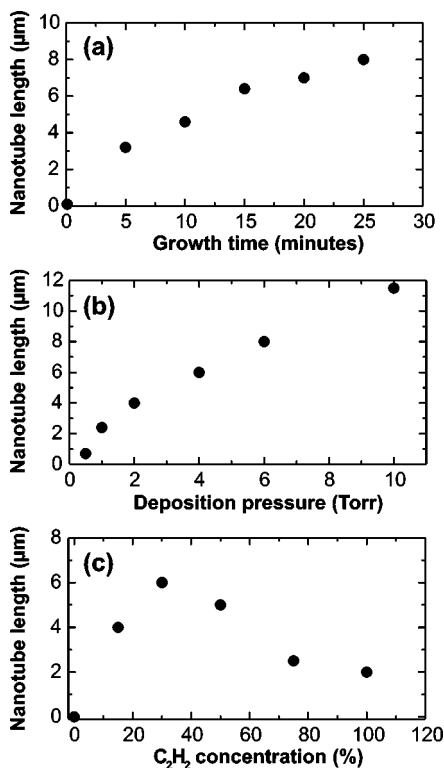 (a)
Nanotube length (μm)
10
8
6
4
2
0
0 5 10 15 20 25 30
Growth time (minutes)
(b)
Nanotube length (μm)
12
10
8
6
4
2
0
0 2 4 6 8 10
Deposition pressure (Torr)
(c)
Nanotube length (μm)
8
6
4
2
0
0 20 40 60 80 100 120
C₂H₂ concentration (%)